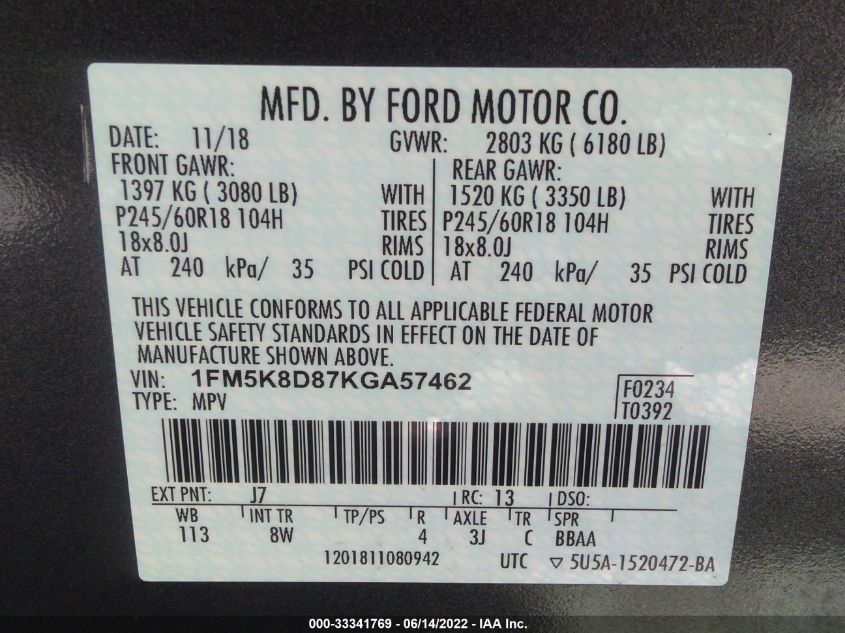 MFD. BY FORD MOTOR CO.
DATE: 11/18 GVWR: 2803 KG ( 6180 LB)
FRONT GAWR: REAR GAWR:
1397 KG ( 3080 LB) WITH 1520 KG ( 3350 LB) WITH
P245/60R18 104H TIRES P245/60R18 104H TIRES
18x8.0J RIMS 18x8.0J RIMS
AT 240 kPa/ 35 PSI COLD AT 240 kPa/ 35 PSI COLD
THIS VEHICLE CONFORMS TO ALL APPLICABLE FEDERAL MOTOR
VEHICLE SAFETY STANDARDS IN EFFECT ON THE DATE OF
MANUFACTURE SHOWN ABOVE.
VIN: 1FM5K8D87KGA57462 F0234
TYPE: MPV T0392
EXT PNT: J7 RC: 13 DSO:
WB INT TR TP/PS R AXLE TR SPR
113 8W 4 3J C BBAA
1201811080942 UTC ▽ 5U5A-1520472-BA
000-33341769 - 06/14/2022 - IAA Inc.